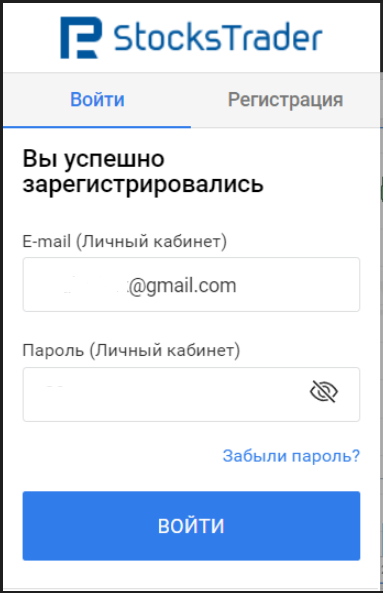 R StocksTrader
Войти
Регистрация
Вы успешно
зарегистрировались
E-mail (Личный кабинет)
@gmail.com
Пароль (Личный кабинет)
Забыли пароль?
ВОЙТИ